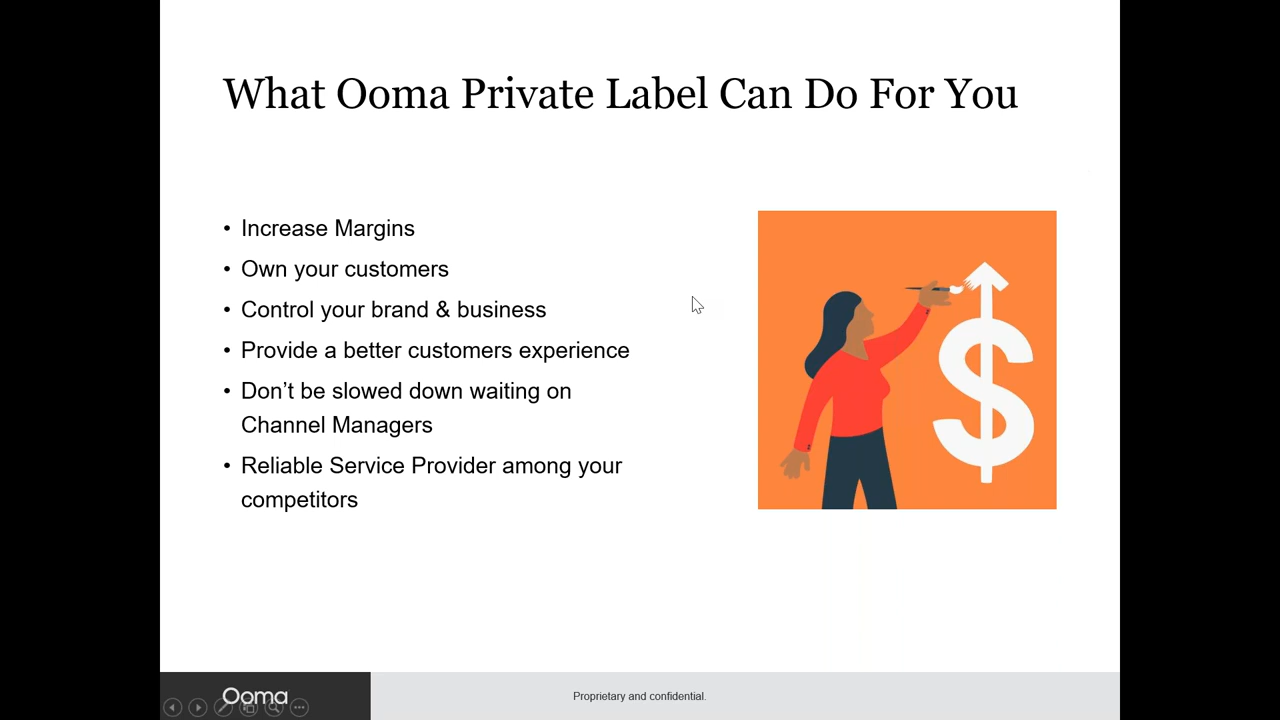 What Ooma Private Label Can Do For You
• Increase Margins
• Own your customers
• Control your brand & business
• Provide a better customers experience
• Don’t be slowed down waiting on
Channel Managers
• Reliable Service Provider among your
competitors
$
Ooma
Proprietary and confidential.